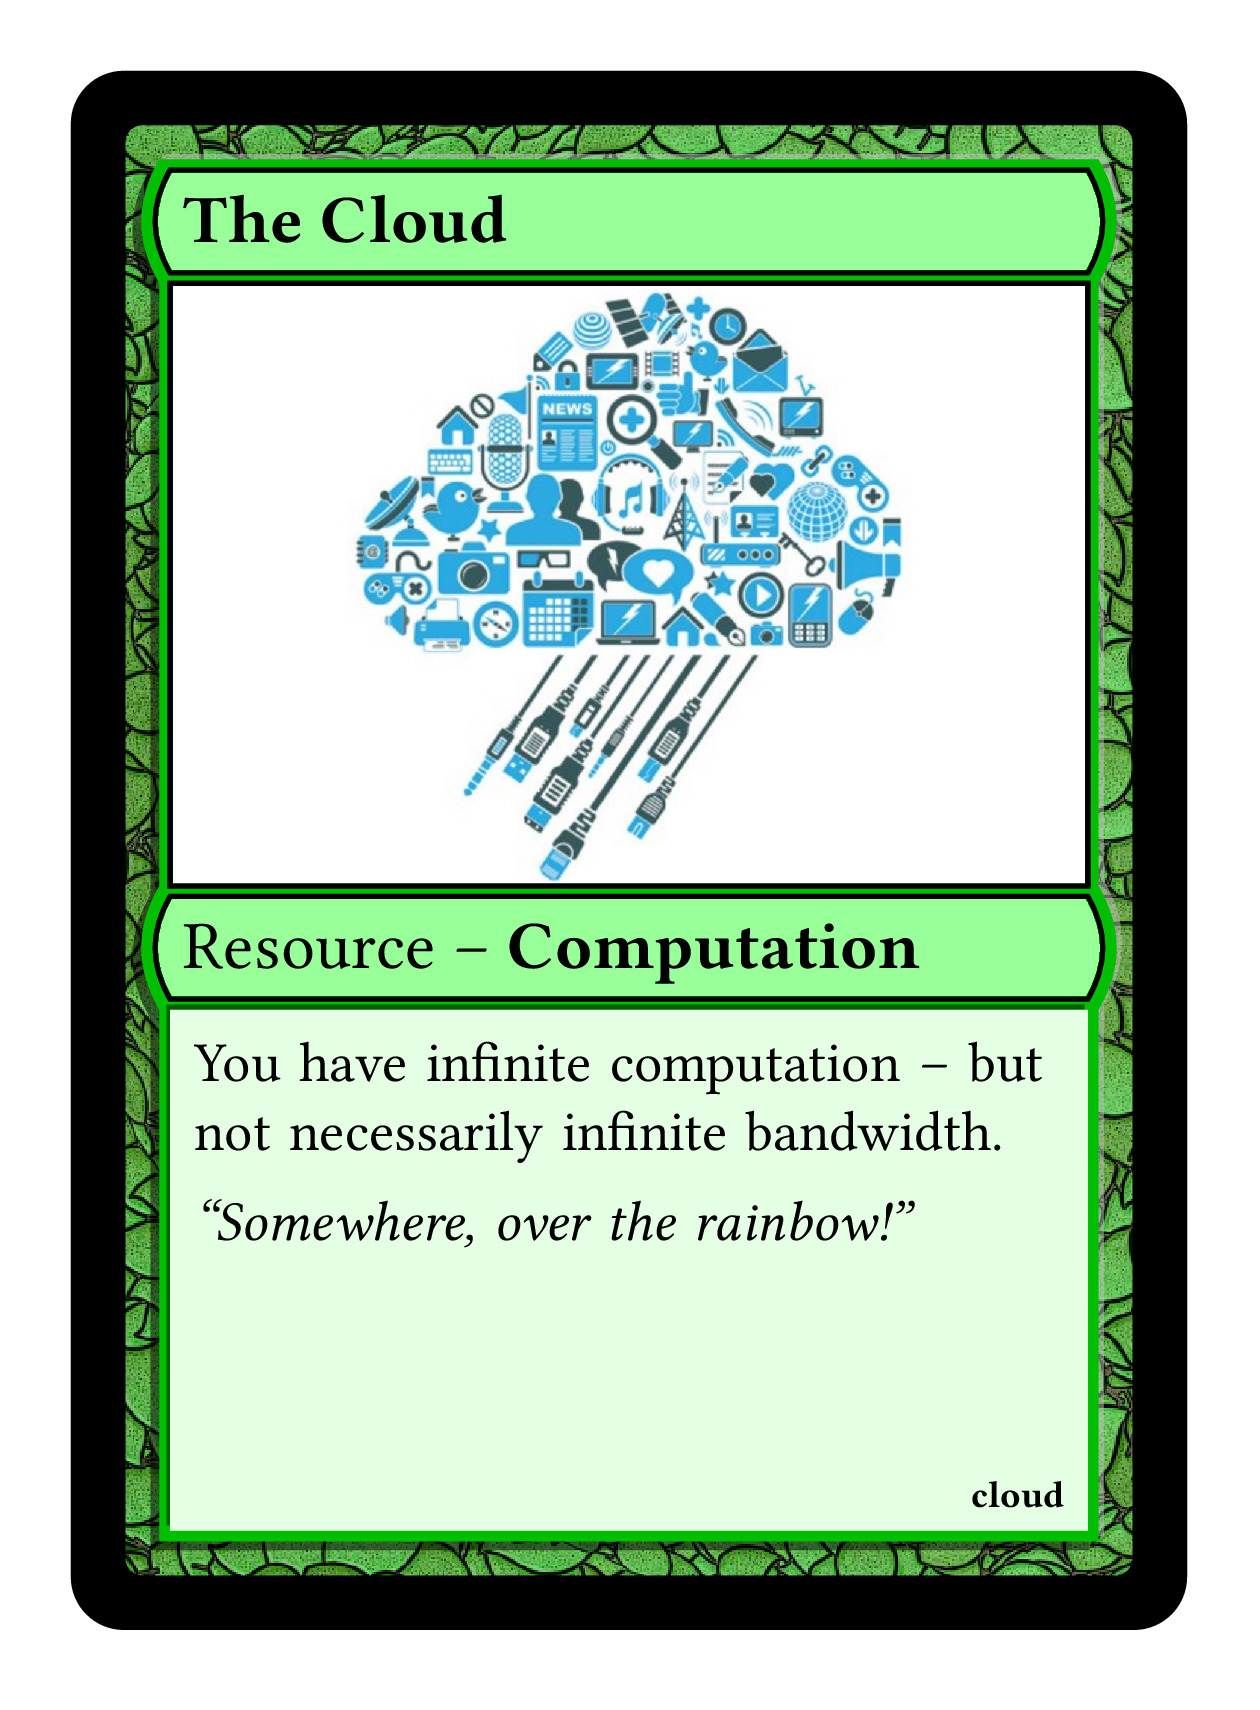 The Cloud
NEWS
Resource – Computation
You have infinite computation – but
not necessarily infinite bandwidth.
“Somewhere, over the rainbow!”
cloud